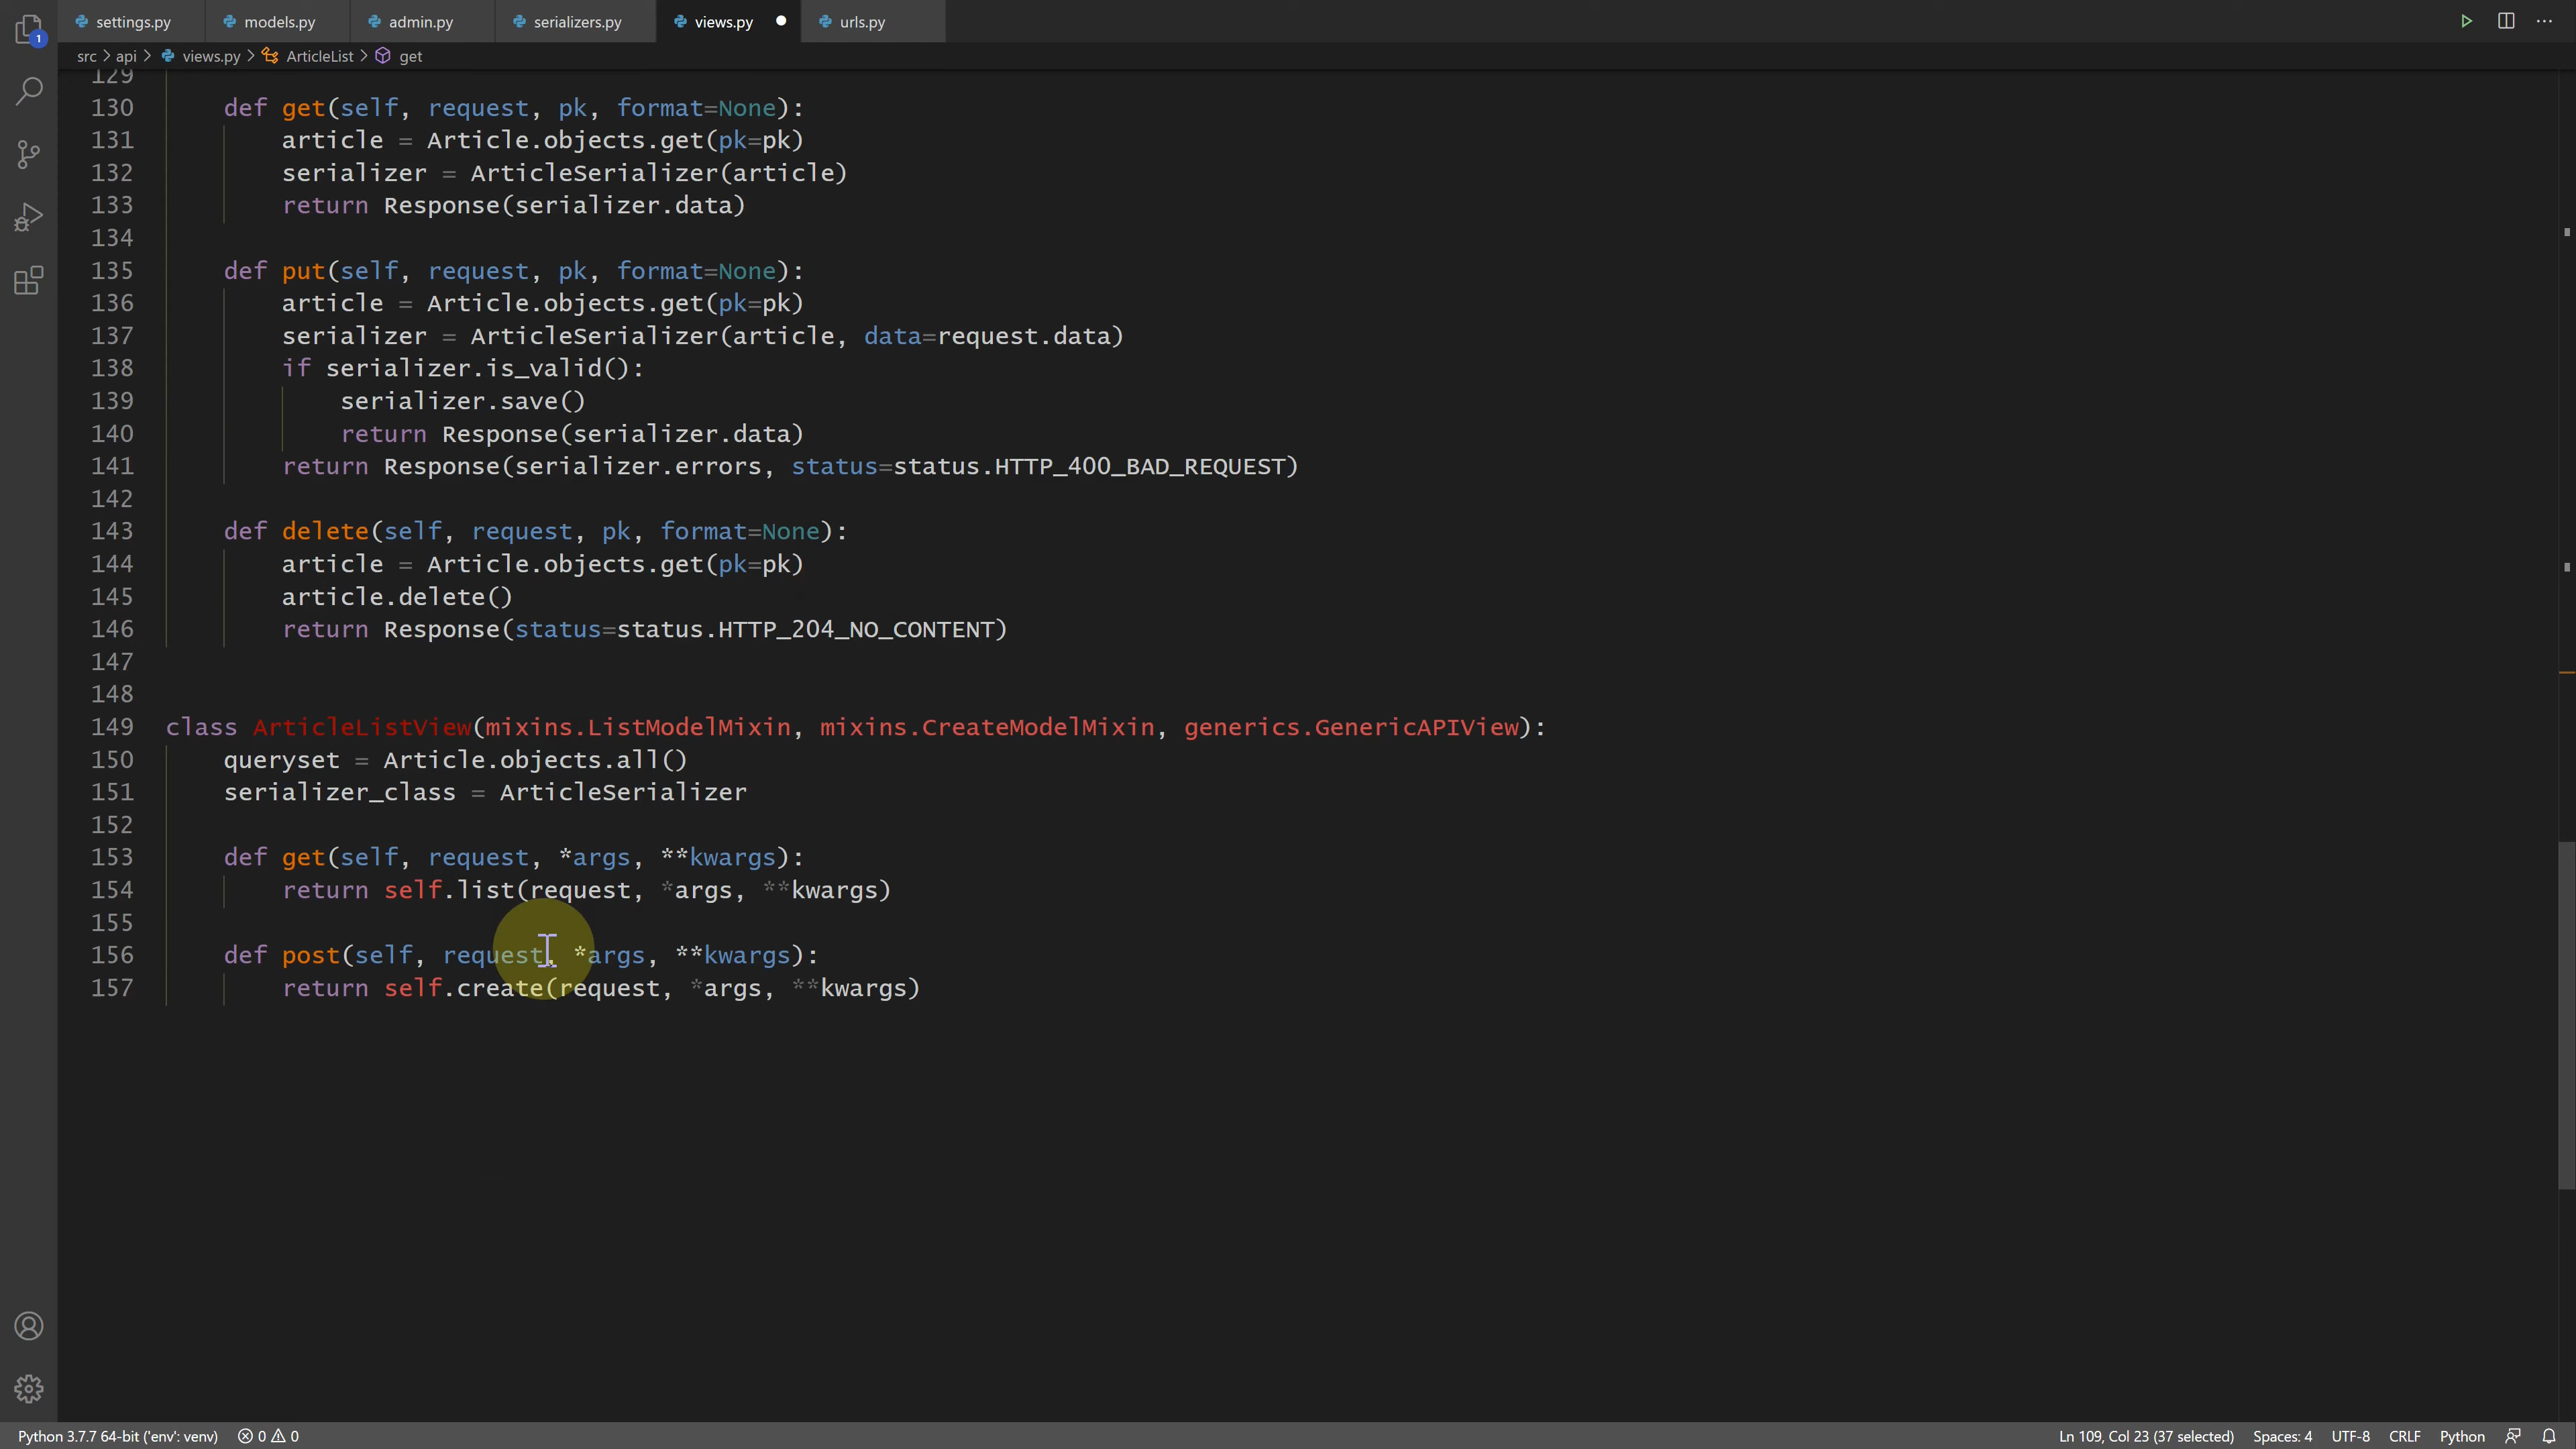 settings.py models.py admin.py serializers.py views.py urls.py
1
src > api > views.py > ArticleList > get
129
130 def get(self, request, pk, format=None):
131 article = Article.objects.get(pk=pk)
132 serializer = ArticleSerializer(article)
133 return Response(serializer.data)
134
135 def put(self, request, pk, format=None):
136 article = Article.objects.get(pk=pk)
137 serializer = ArticleSerializer(article, data=request.data)
138 if serializer.is_valid():
139 serializer.save()
140 return Response(serializer.data)
141 return Response(serializer.errors, status=status.HTTP_400_BAD_REQUEST)
142
143 def delete(self, request, pk, format=None):
144 article = Article.objects.get(pk=pk)
145 article.delete()
146 return Response(status=status.HTTP_204_NO_CONTENT)
147
148
149 class ArticleListView(mixins.ListModelMixin, mixins.CreateModelMixin, generics.GenericAPIView):
150 queryset = Article.objects.all()
151 serializer_class = ArticleSerializer
152
153 def get(self, request, *args, **kwargs):
154 return self.list(request, *args, **kwargs)
155
156 def post(self, request, *args, **kwargs):
157 return self.create(request, *args, **kwargs)
Python 3.7.7 64-bit ('env': venv) 0 0 Ln 109, Col 23 (37 selected) Spaces: 4 UTF-8 CRLF Python